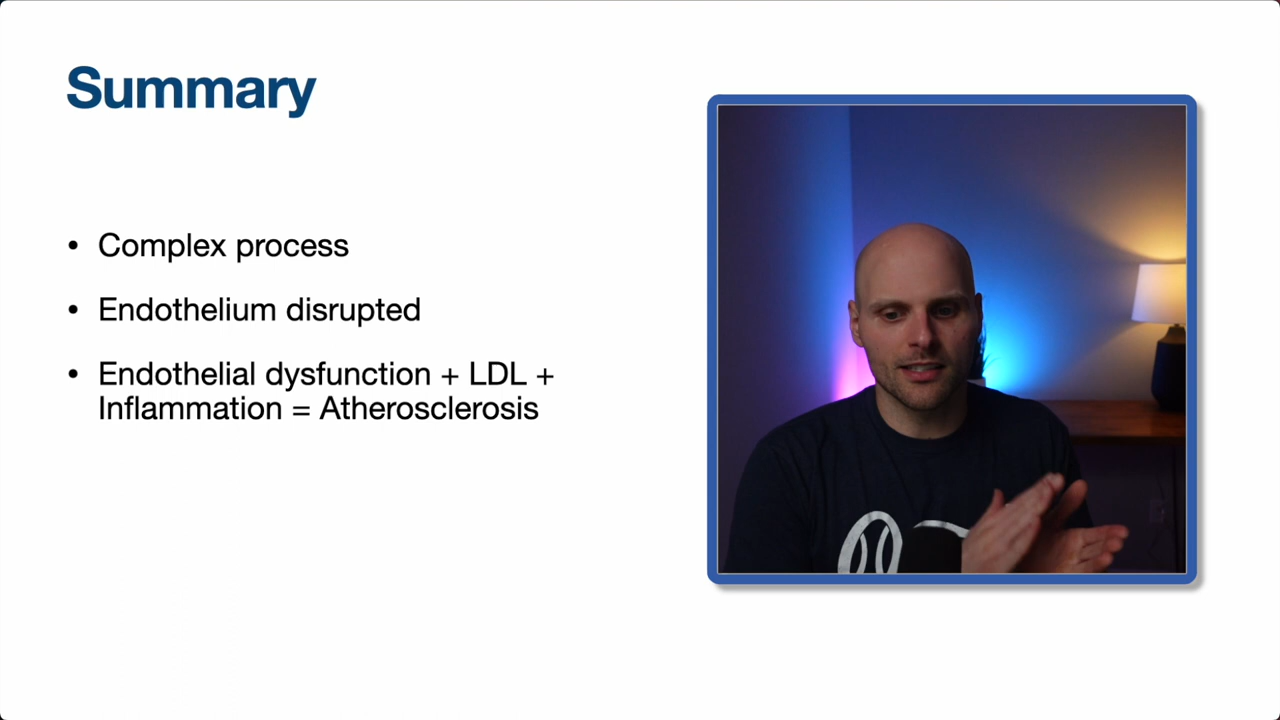 Summary
• Complex process
• Endothelium disrupted
• Endothelial dysfunction + LDL +
Inflammation = Atherosclerosis